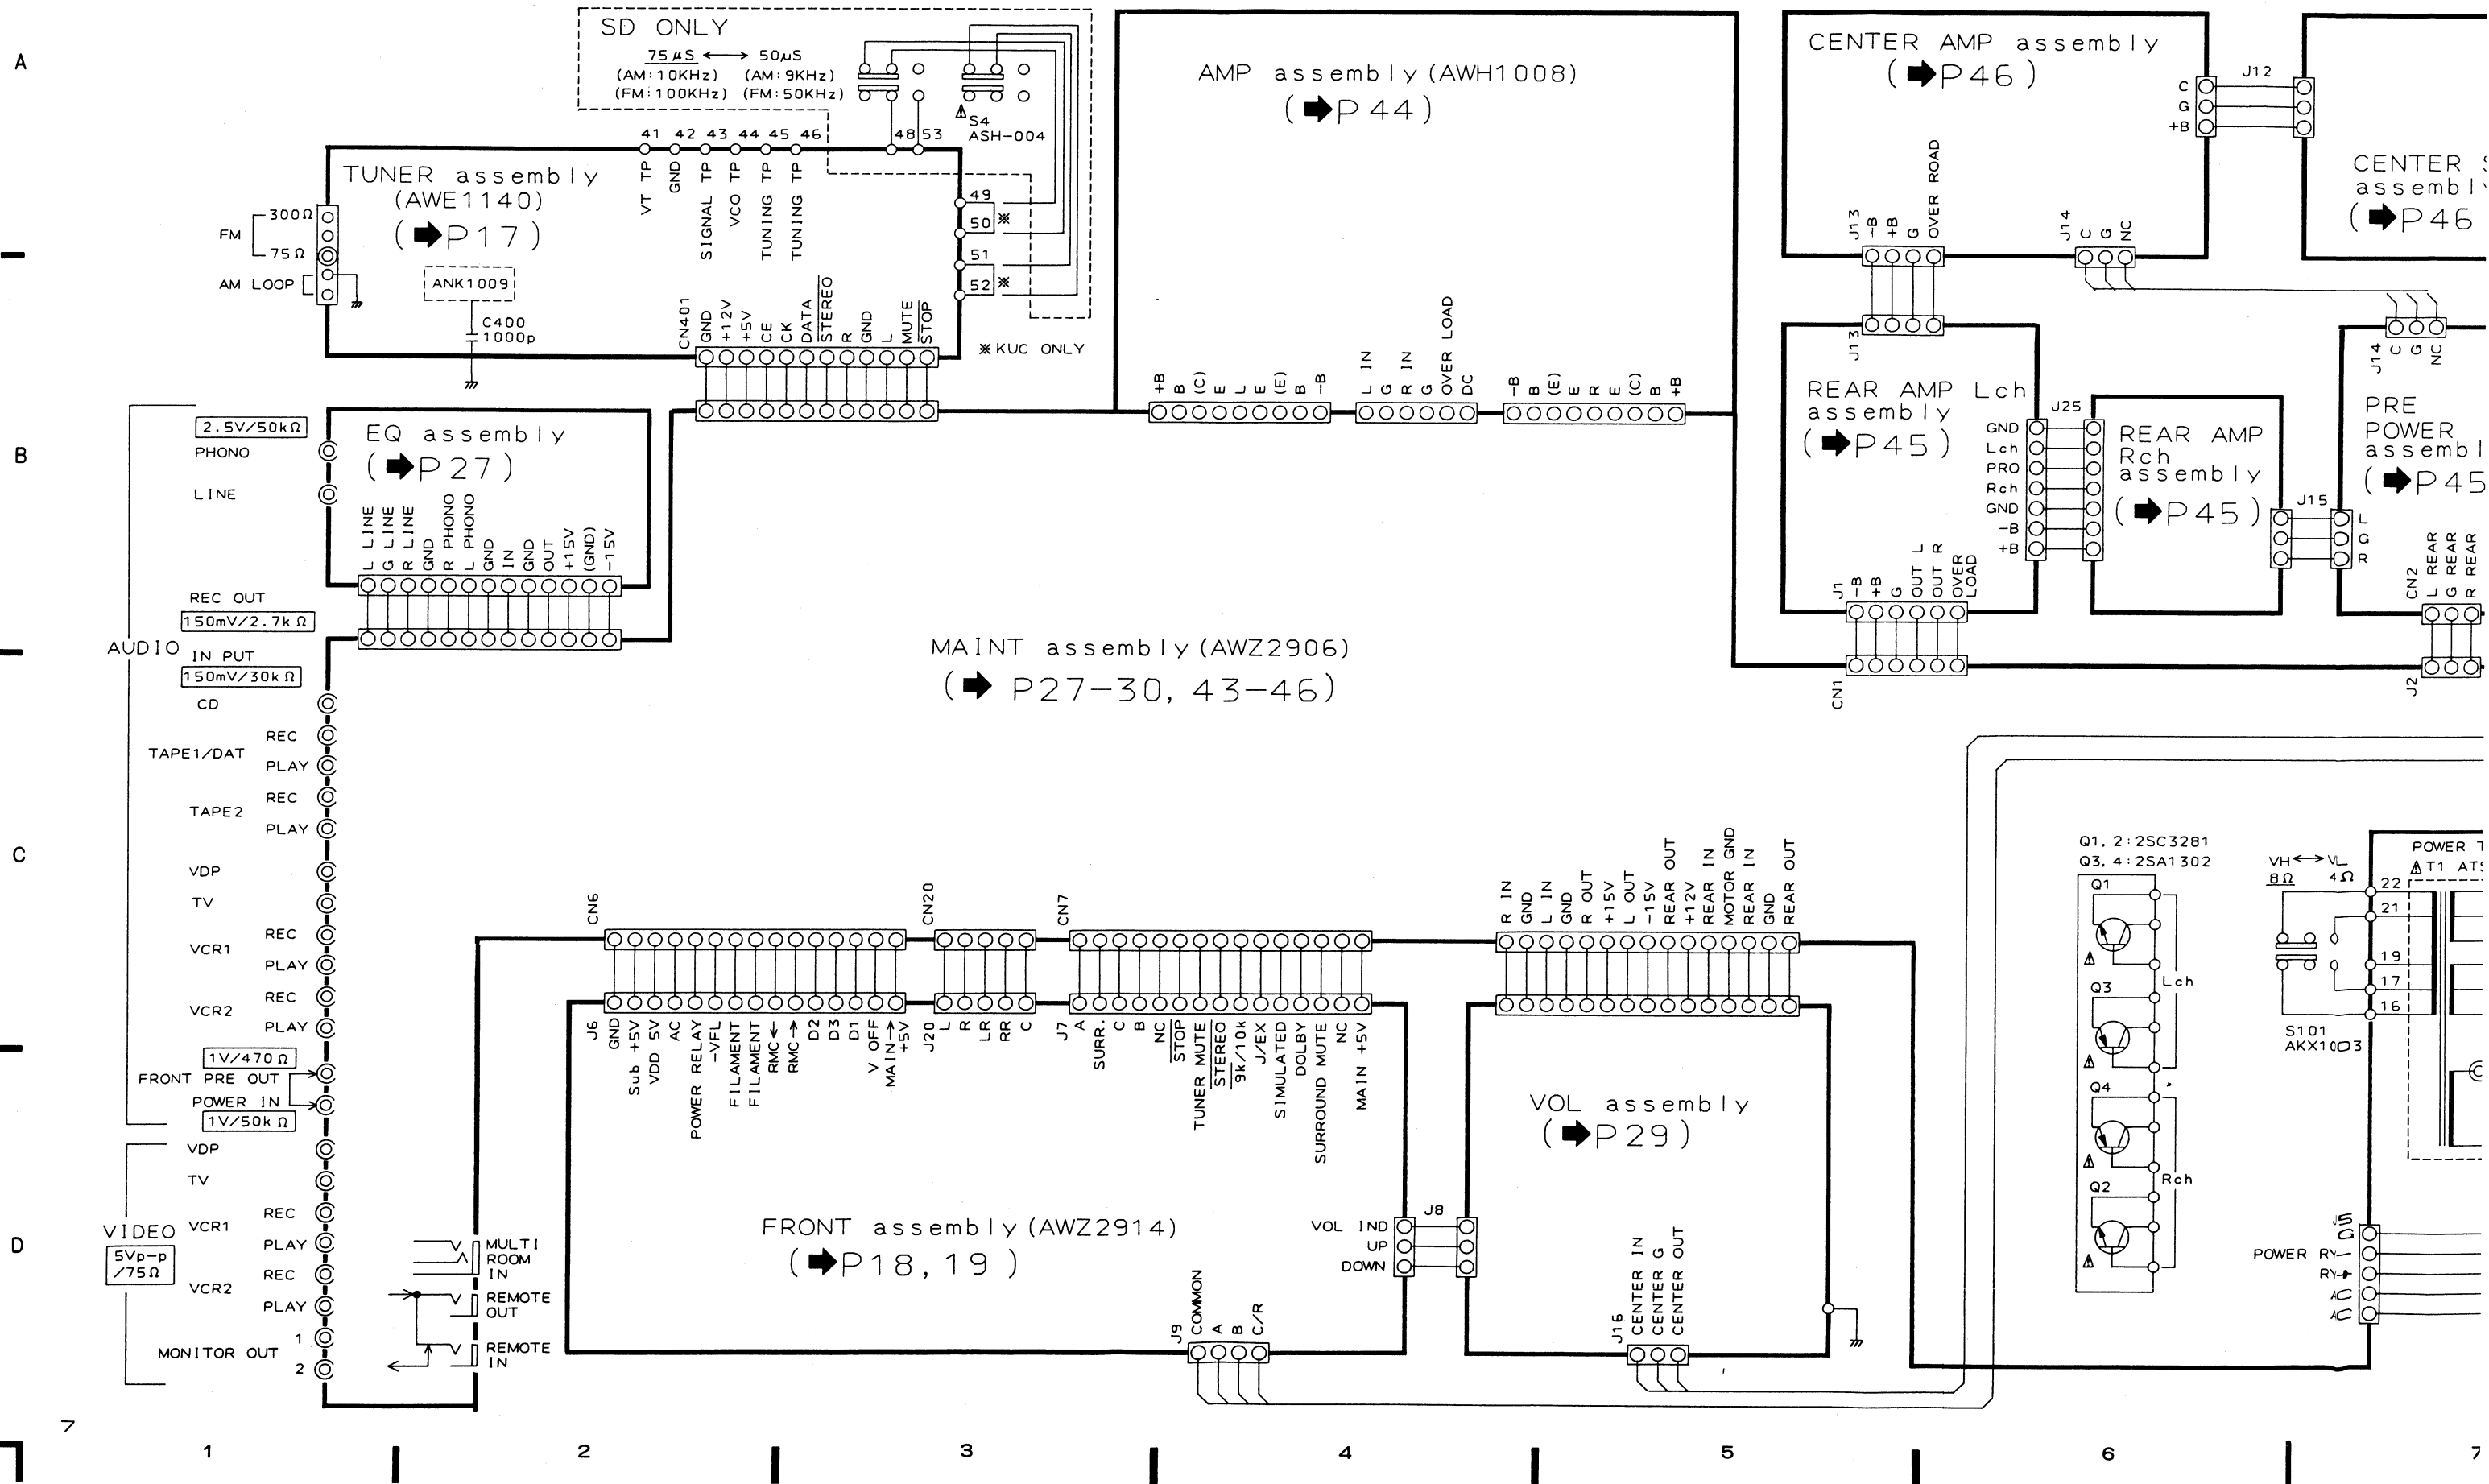 A
B
C
D
SD ONLY
75μS ⟷ 50μS
(AM:10KHz) (AM:9KHz)
(FM:100KHz) (FM:50KHz)
S4
ASH-004
41 42 43 44 45 46 48 53
VT TP
GND
SIGNAL TP
VCO TP
TUNING TP
TUNING TP
TUNER assembly
(AWE1140)
(➡P17)
FM
300Ω
75Ω
AM LOOP
ANK1009
C400
1000p
49
50 ※
51
52 ※
※KUC ONLY
CN401
GND
+12V
+5V
CE
CK
DATA
STEREO
R
GND
L
MUTE
STOP
AMP assembly(AWH1008)
(➡P44)
+B
B
(C)
E
L
E
(E)
B
-B
L IN
G
R IN
G
OVER LOAD
DC
-B
B
(E)
E
R
E
(C)
B
+B
CENTER AMP assembly
(➡P46)
C
G
+B
J12
CENTER
(➡P46
J13
-B
+B
G
OVER ROAD
J14
C
G
NC
J13
J14
C
G
NC
REAR AMP Lch
assembly
(➡P45)
GND
Lch
PRO
Rch
GND
-B
+B
J25
REAR AMP
Rch
assembly
(➡P45)
J15
L
G
R
PRE
POWER
(➡P45
J1
-B
+B
G
OUT L
OUT R
OVER
LOAD
CN1
CN2
L REAR
G REAR
R REAR
J2
EQ assembly
(➡P27)
L LINE
G LINE
R LINE
GND
R PHONO
L PHONO
GND
IN
GND
OUT
+15V
(GND)
-15V
MAINT assembly(AWZ2906)
(➡ P27-30, 43-46)
AUDIO
2.5V/50kΩ
PHONO
LINE
REC OUT
150mV/2.7kΩ
IN PUT
150mV/30kΩ
CD
TAPE1/DAT
REC
PLAY
TAPE2
REC
PLAY
VDP
TV
VCR1
REC
PLAY
VCR2
REC
PLAY
1V/470Ω
FRONT PRE OUT
POWER IN
1V/50kΩ
VIDEO
5Vp-p
/75Ω
VDP
TV
VCR1
REC
PLAY
VCR2
REC
PLAY
MONITOR OUT
1
2
MULTI
ROOM
IN
REMOTE
OUT
REMOTE
IN
CN6
CN20
CN7
J6
GND
Sub +5V
VDD 5V
AC
POWER RELAY
-VFL
FILAMENT
FILAMENT
RMC←
RMC→
D2
D3
D1
V OFF
MAIN→
+5V
J20
L
R
LR
RR
C
J7
A
SURR.
C
B
NC
STOP
TUNER MUTE
STEREO
9k/10k
J/EX
SIMULATED
DOLBY
SURROUND MUTE
NC
MAIN +5V
FRONT assembly(AWZ2914)
(➡P18, 19 )
VOL IND
UP
DOWN
J8
J9
COMMON
A
B
C/R
R IN
GND
L IN
GND
R OUT
+15V
L OUT
-15V
REAR OUT
+12V
REAR IN
MOTOR GND
REAR IN
GND
REAR OUT
VOL assembly
(➡P29)
J16
CENTER IN
CENTER G
CENTER OUT
Q1, 2:2SC3281
Q3, 4:2SA1302
Q1
Q3
Lch
Q4
Q2
Rch
VH⟷VL
8Ω 4Ω
22
21
19
17
16
S101
AKX1003
POWER
T1
J5
G
POWER RY-
RY+
AC
AC
7
1 2 3 4 5 6 7